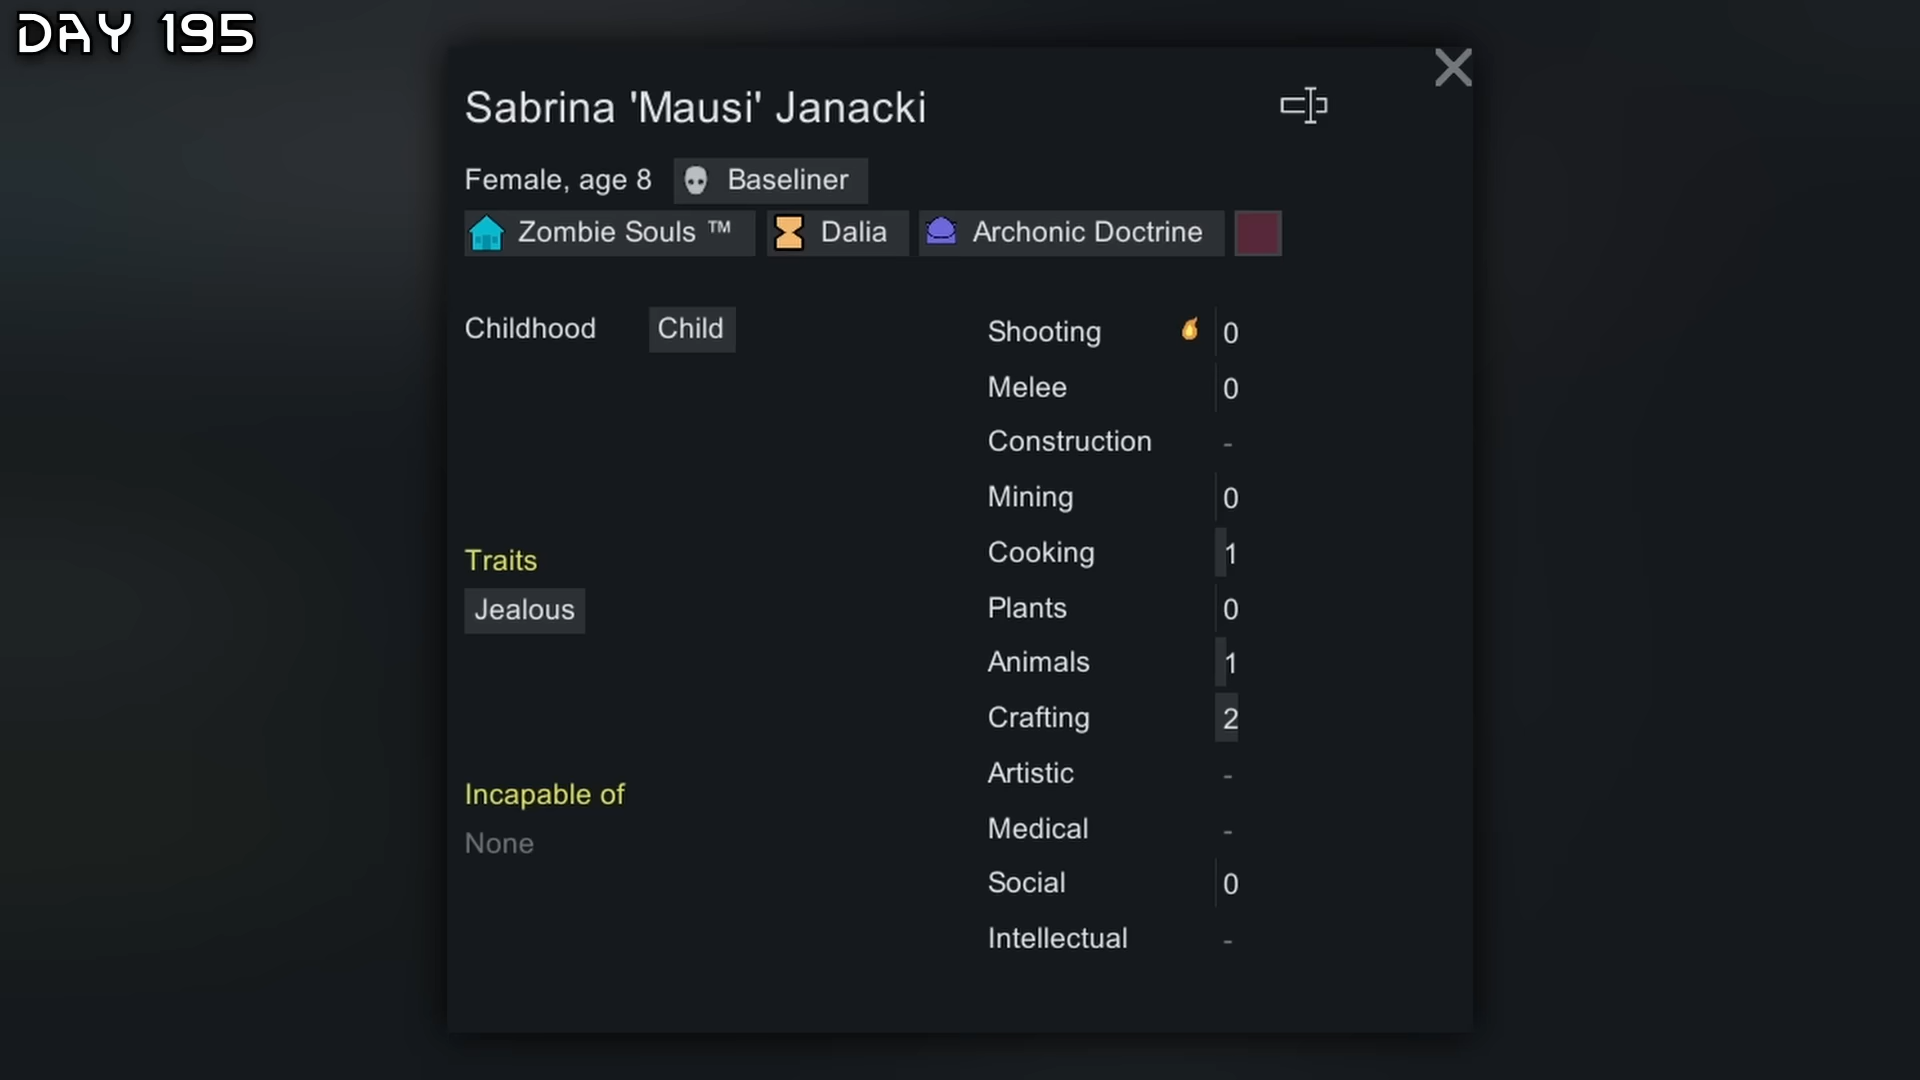 DAY 195
Sabrina 'Mausi' Janacki
Female, age 8 Baseliner
Zombie Souls ™ Dalia Archonic Doctrine
Childhood Child
Traits
Jealous
Incapable of
None
Shooting 0
Melee 0
Construction -
Mining 0
Cooking 1
Plants 0
Animals 1
Crafting 2
Artistic -
Medical -
Social 0
Intellectual -